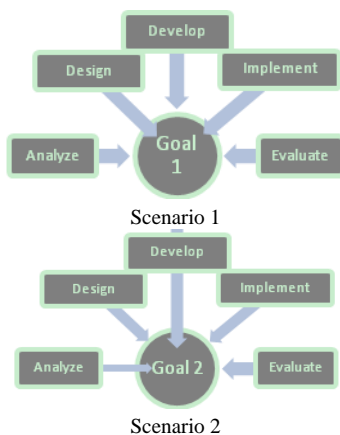 Develop
Design
Implement
Goal
1
Analyze
Evaluate
Scenario 1
Develop
Design
Implement
Analyze
Goal 2
Evaluate
Scenario 2